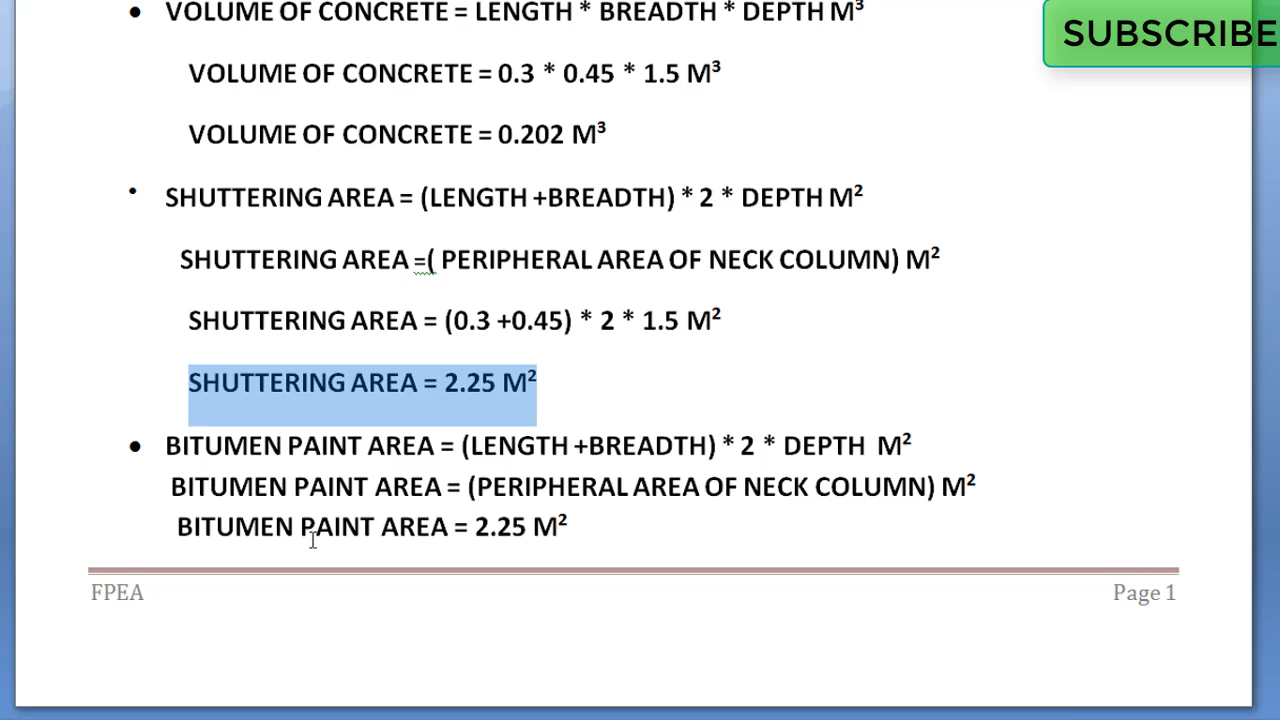 • VOLUME OF CONCRETE = LENGTH * BREADTH * DEPTH M³
SUBSCRIBE
VOLUME OF CONCRETE = 0.3 * 0.45 * 1.5 M³
VOLUME OF CONCRETE = 0.202 M³
• SHUTTERING AREA = (LENGTH +BREADTH) * 2 * DEPTH M²
SHUTTERING AREA =( PERIPHERAL AREA OF NECK COLUMN) M²
SHUTTERING AREA = (0.3 +0.45) * 2 * 1.5 M²
SHUTTERING AREA = 2.25 M²
• BITUMEN PAINT AREA = (LENGTH +BREADTH) * 2 * DEPTH M²
BITUMEN PAINT AREA = (PERIPHERAL AREA OF NECK COLUMN) M²
BITUMEN PAINT AREA = 2.25 M²
FPEA
Page 1